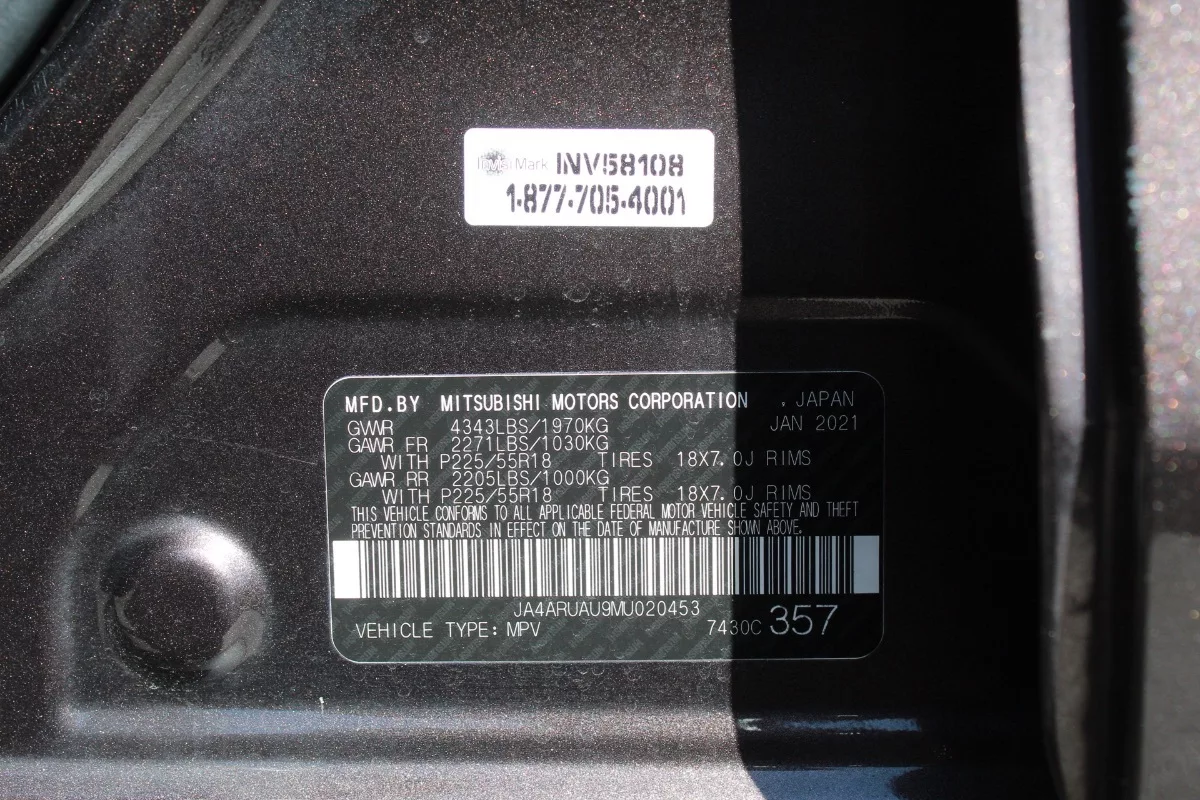 InVisiMark INV58108
1-877-705-4001
MFD.BY MITSUBISHI MOTORS CORPORATION , JAPAN
GVWR 4343LBS/1970KG JAN 2021
GAWR FR 2271LBS/1030KG
WITH P225/55R18 TIRES 18X7.0J RIMS
GAWR RR 2205LBS/1000KG
WITH P225/55R18 TIRES 18X7.0J RIMS
THIS VEHICLE CONFORMS TO ALL APPLICABLE FEDERAL MOTOR VEHICLE SAFETY AND THEFT
PREVENTION STANDARDS IN EFFECT ON THE DATE OF MANUFACTURE SHOWN ABOVE.
JA4ARUAU9MU020453
VEHICLE TYPE: MPV 7430C 357